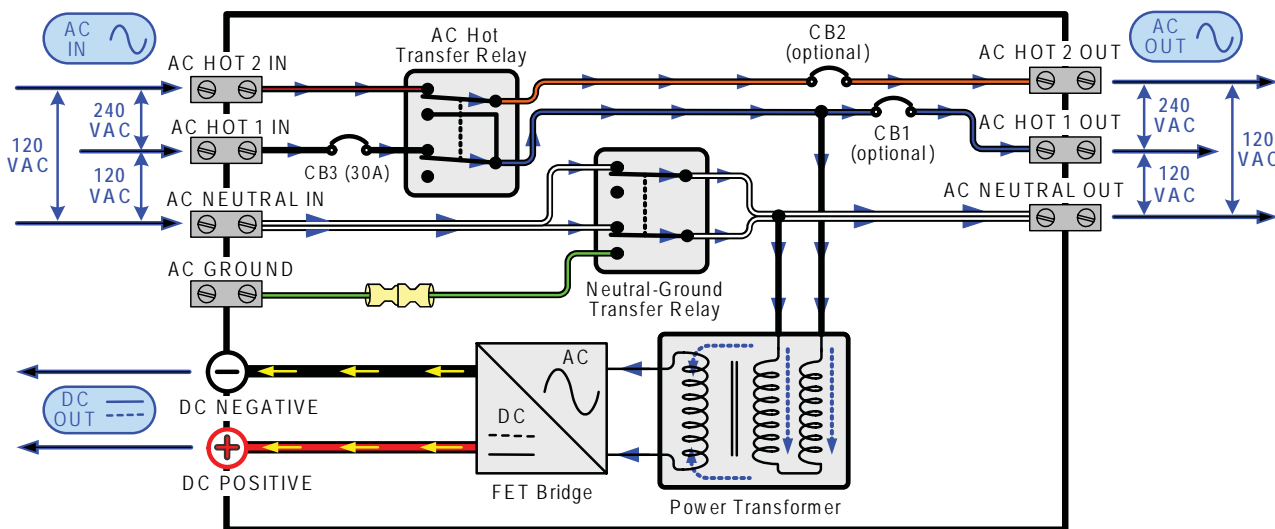 AC
IN
AC HOT 2 IN
AC Hot
Transfer Relay
CB2
(optional)
AC HOT 2 OUT
AC
OUT
240
VAC
120
VAC
120
VAC
AC HOT 1 IN
CB3 (30A)
CB1
(optional)
AC HOT 1 OUT
240
VAC
120
VAC
120
VAC
AC NEUTRAL IN
AC NEUTRAL OUT
AC GROUND
Neutral-Ground
Transfer Relay
DC NEGATIVE
DC
OUT
DC POSITIVE
AC
DC
FET Bridge
Power Transformer